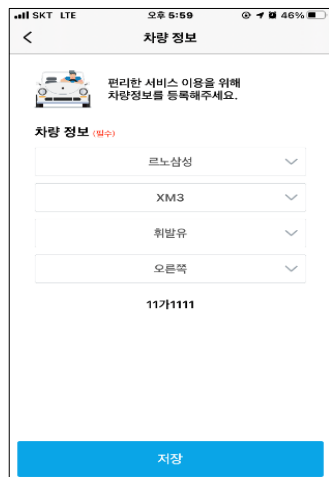 SKT LTE 오후 5:59 46%
차량 정보
편리한 서비스 이용을 위해
차량정보를 등록해주세요.
차량 정보 (필수)
르노삼성
XM3
휘발유
오른쪽
11가1111
저장